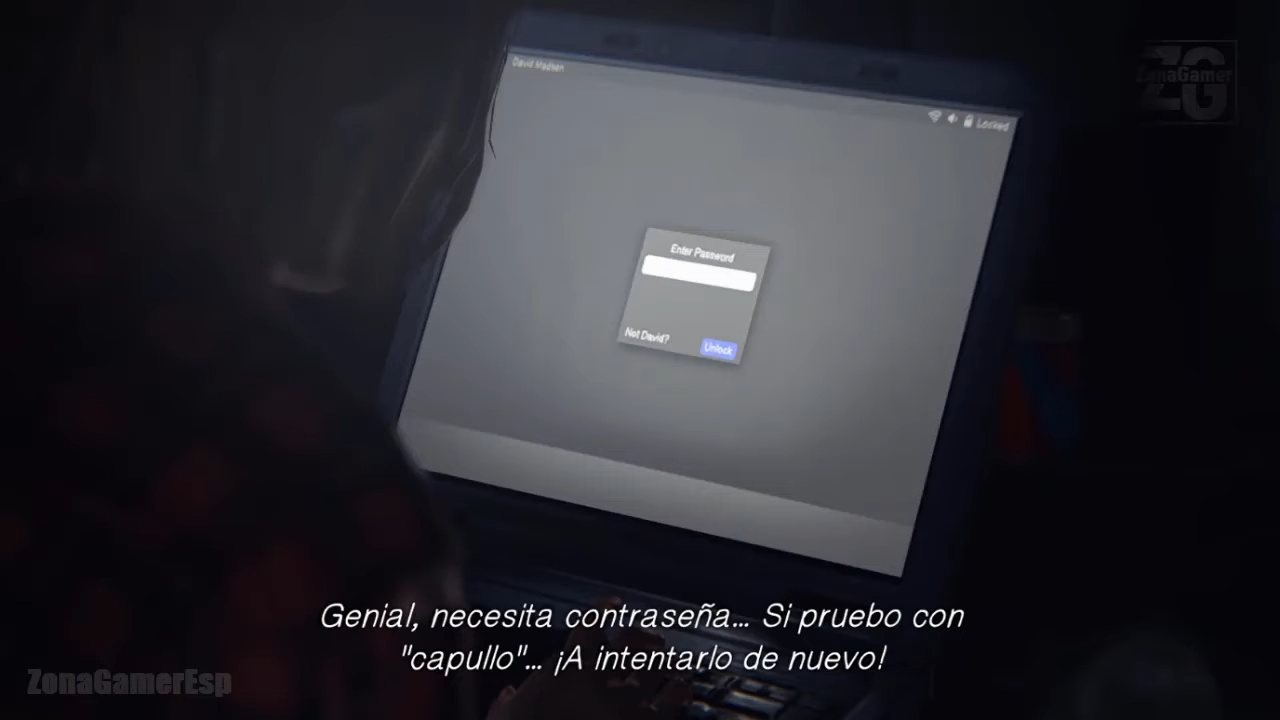 David Madsen
ZG
ZonaGamer
Locked
Enter Password
Not David?
Unlock
Genial, necesita contraseña... Si pruebo con
"capullo"... ¡A intentarlo de nuevo!
ZonaGamerEsp